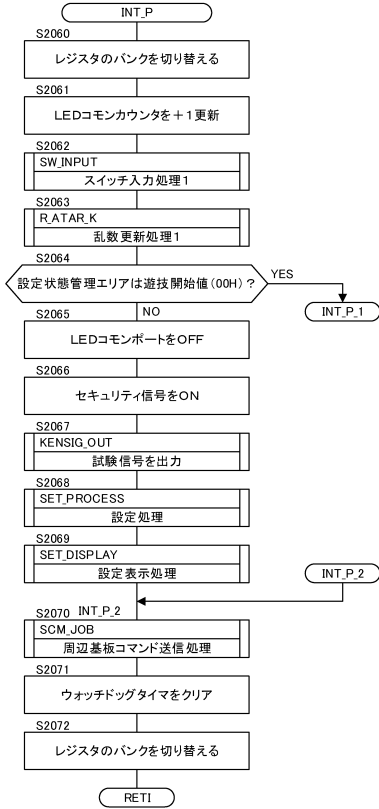 INT_P
S2060
レジスタのバンクを切り替える
S2061
LEDコモンカウンタを＋1更新
S2062
SW_INPUT
スイッチ入力処理1
S2063
R_ATAR_K
乱数更新処理1
S2064
設定状態管理エリアは遊技開始値(00H)？
YES
INT_P_1
NO
S2065
LEDコモンポートをOFF
S2066
セキュリティ信号をON
S2067
KENSIG_OUT
試験信号を出力
S2068
SET_PROCESS
設定処理
S2069
SET_DISPLAY
設定表示処理
INT_P_2
S2070 INT_P_2
SCM_JOB
周辺基板コマンド送信処理
S2071
ウォッチドッグタイマをクリア
S2072
レジスタのバンクを切り替える
RETI